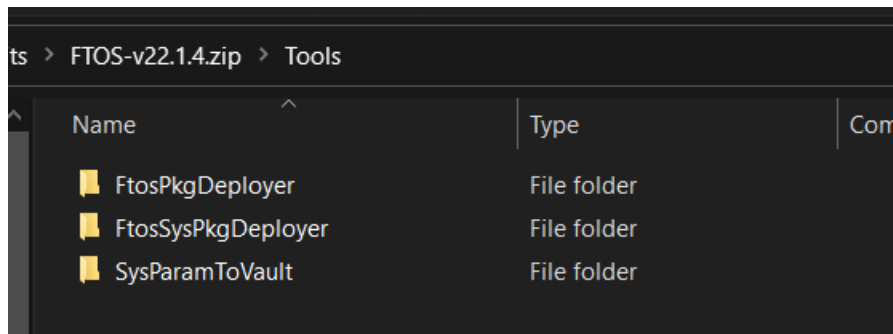 ts > FTOS-v22.1.4.zip > Tools
Name Type Com
FtosPkgDeployer File folder
FtosSysPkgDeployer File folder
SysParamToVault File folder